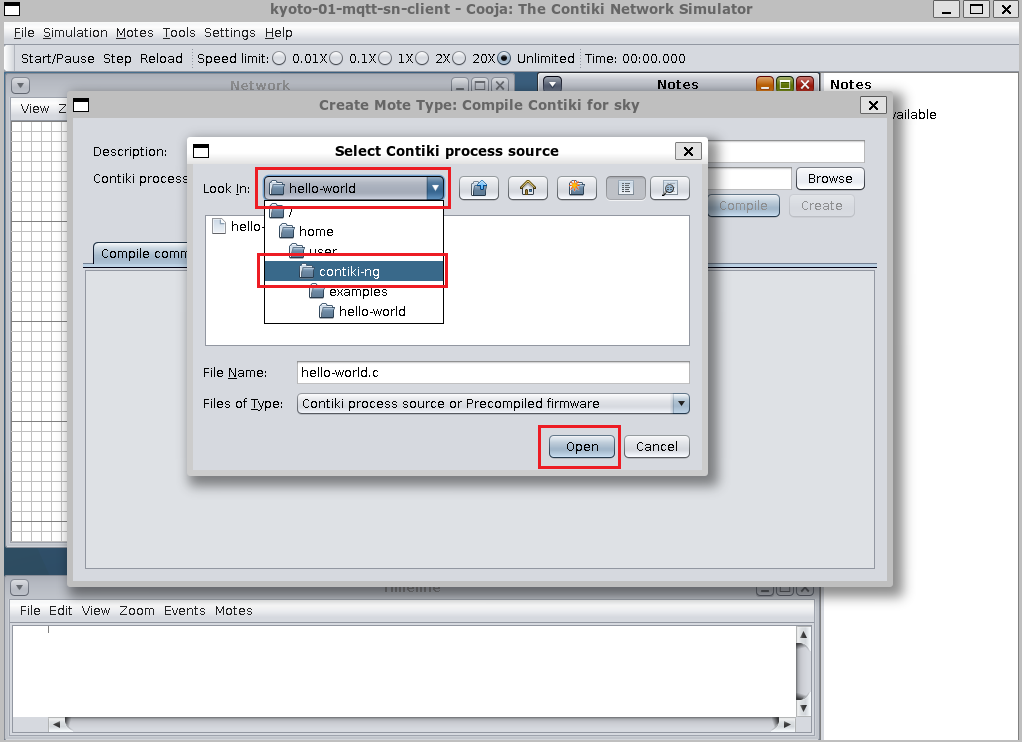 kyoto-01-mqtt-sn-client - Cooja: The Contiki Network Simulator
File Simulation Motes Tools Settings Help
Start/Pause Step Reload Speed limit: 0.01X 0.1X 1X 2X 20X Unlimited Time: 00:00.000
Network
Notes
Notes
View Z
Create Mote Type: Compile Contiki for sky
Description:
Contiki process
Browse
Compile
Create
Compile comm
Select Contiki process source
Look In: hello-world
hello-
/
home
user
contiki-ng
examples
hello-world
File Name: hello-world.c
Files of Type: Contiki process source or Precompiled firmware
Open
Cancel
Timeline
File Edit View Zoom Events Motes